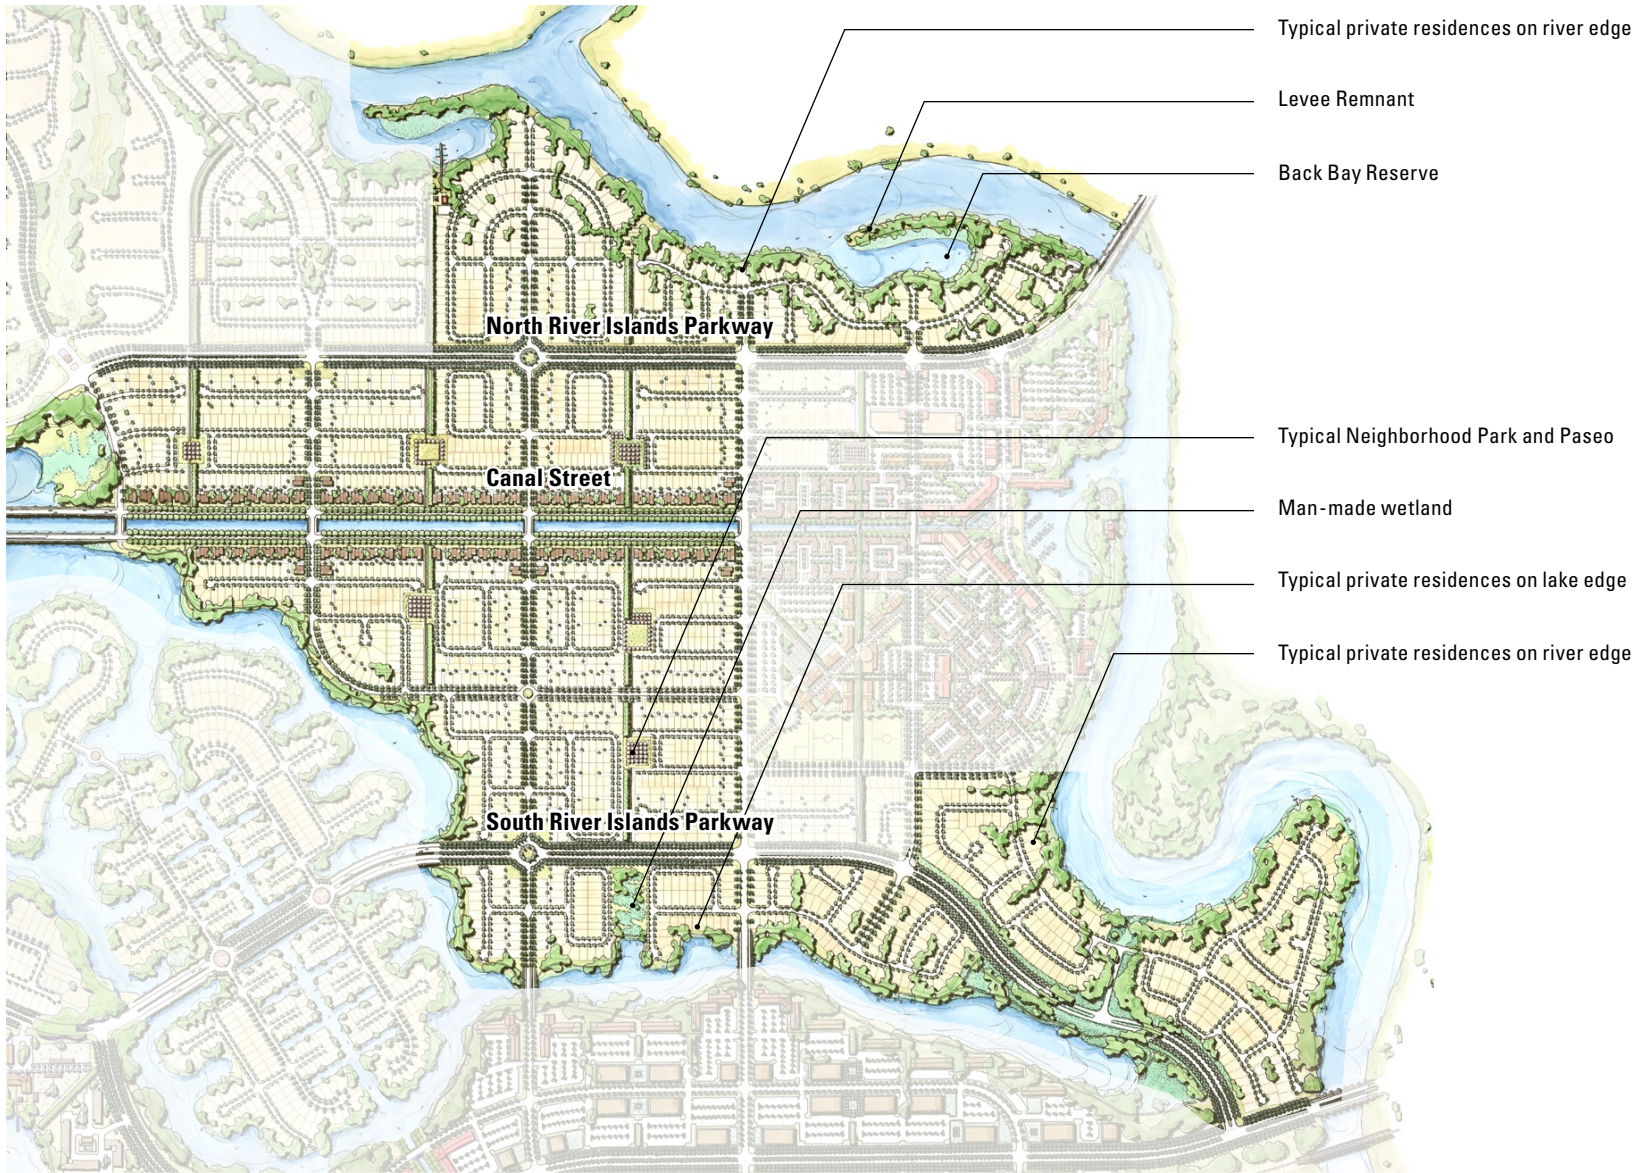 Typical private residences on river edge
Levee Remnant
Back Bay Reserve
North River Islands Parkway
Typical Neighborhood Park and Paseo
Canal Street
Man-made wetland
Typical private residences on lake edge
Typical private residences on river edge
South River Islands Parkway